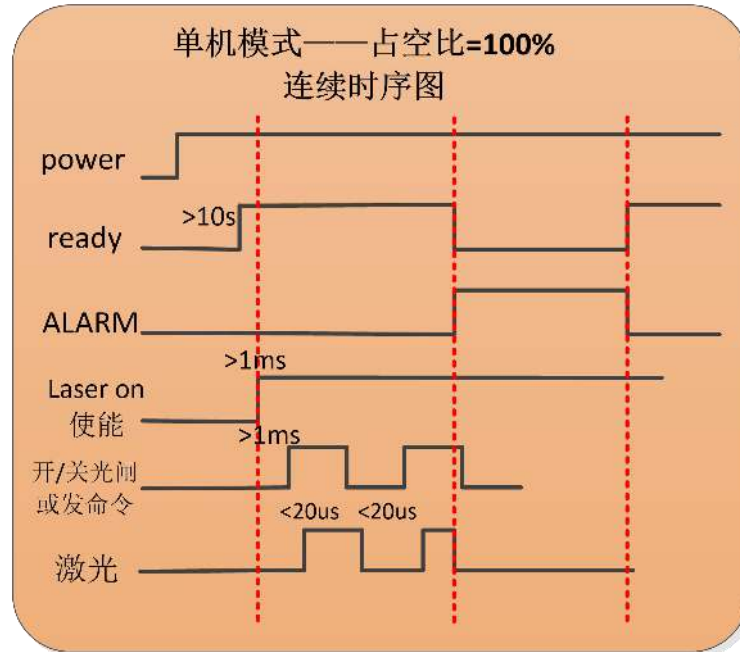 单机模式——占空比=100%
连续时序图
power
>10s
ready
ALARM
>1ms
Laser on
使能
>1ms
开/关光闸
或发命令
<20us <20us
激光